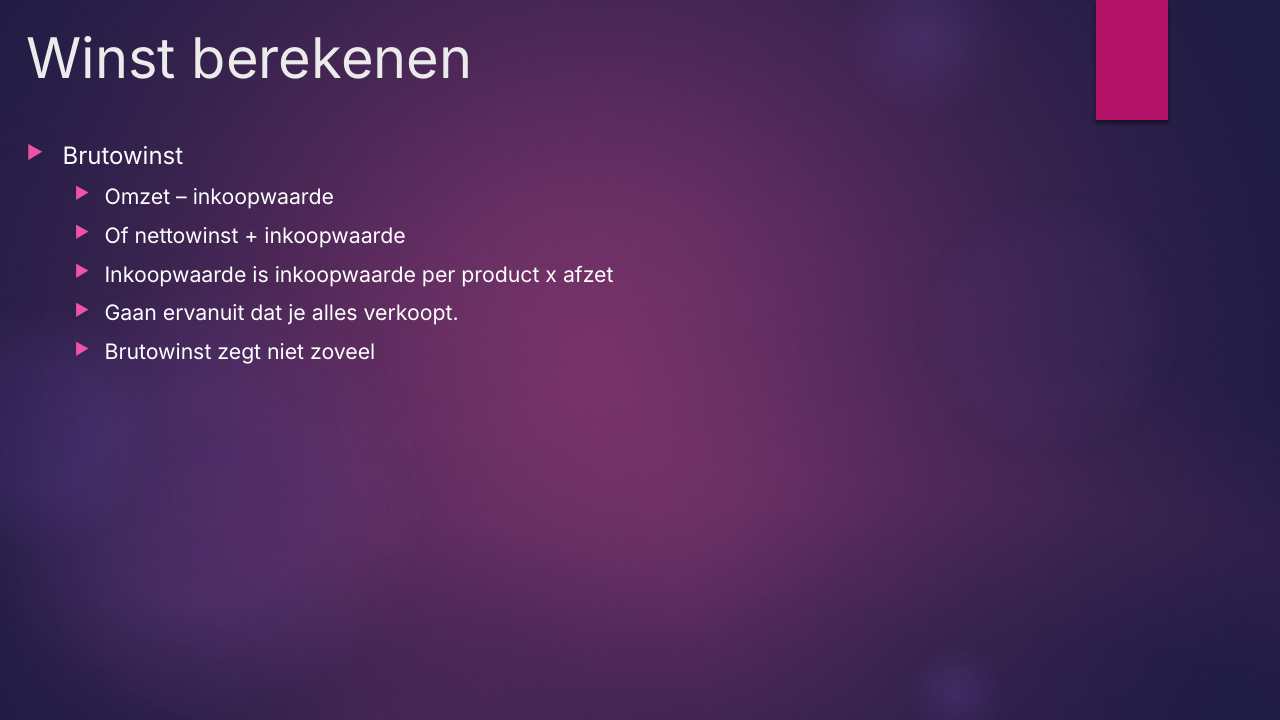 Winst berekenen
Brutowinst
Omzet – inkoopwaarde
Of nettowinst + inkoopwaarde
Inkoopwaarde is inkoopwaarde per product x afzet
Gaan ervanuit dat je alles verkoopt.
Brutowinst zegt niet zoveel